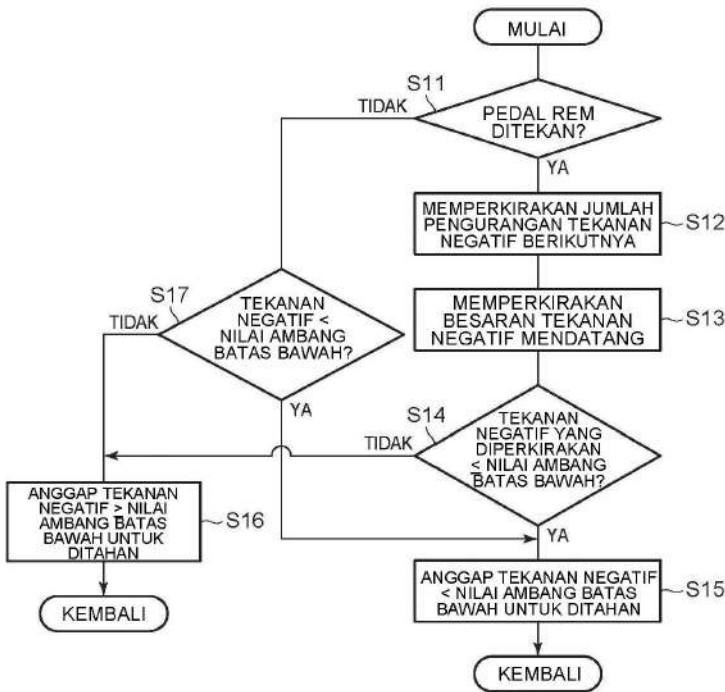 MULAI
S11
TIDAK
PEDAL REM
DITEKAN?
YA
MEMPERKIRAKAN JUMLAH
PENGURANGAN TEKANAN
NEGATIF BERIKUTNYA
S12
S17
TIDAK
TEKANAN
NEGATIF <
NILAI AMBANG
BATAS BAWAH?
YA
MEMPERKIRAKAN
BESARAN TEKANAN
NEGATIF MENDATANG
S13
S14
TIDAK
TEKANAN
NEGATIF YANG
DIPERKIRAKAN
≤ NILAI AMBANG
BATAS BAWAH?
YA
ANGGAP TEKANAN
NEGATIF ≥ NILAI
AMBANG BATAS
BAWAH UNTUK
DITAHAN
S16
KEMBALI
ANGGAP TEKANAN NEGATIF
< NILAI AMBANG BATAS
BAWAH UNTUK DITAHAN
S15
KEMBALI